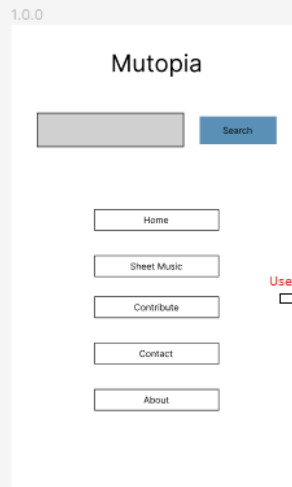 1.0.0
Mutopia
Search
Home
Sheet Music
Use
Contribute
Contact
About